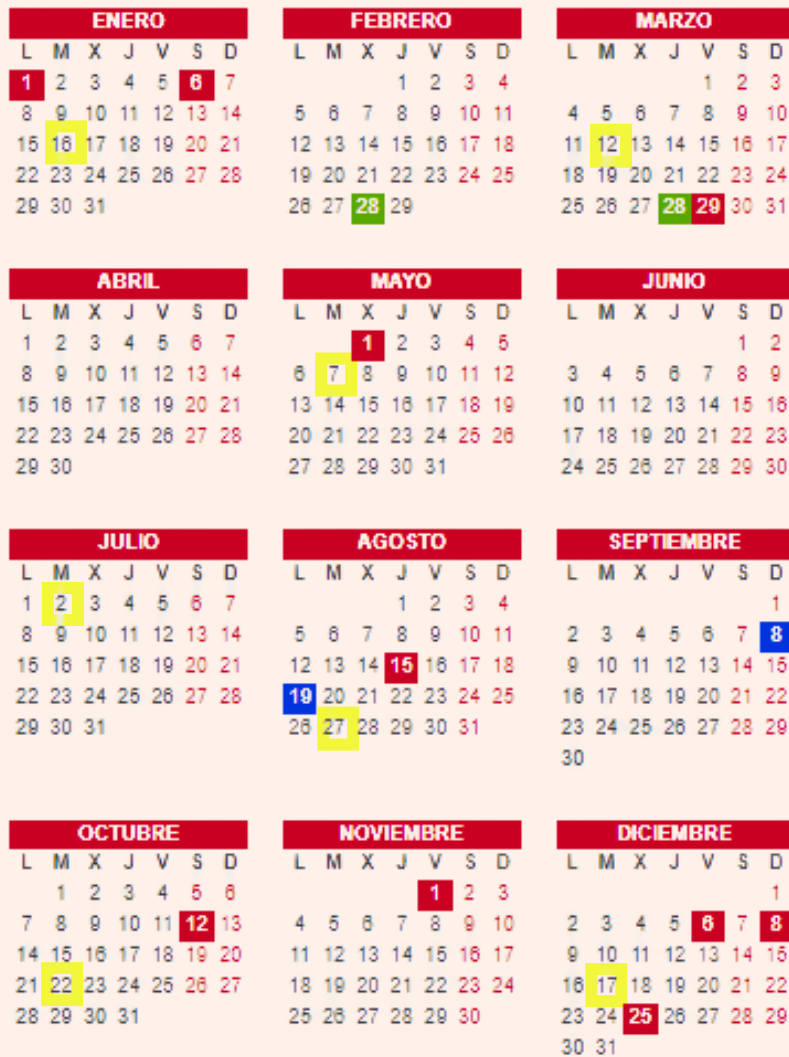 ENERO
L M X J V S D
1 2 3 4 5 6 7
8 9 10 11 12 13 14
15 16 17 18 19 20 21
22 23 24 25 26 27 28
29 30 31
FEBRERO
L M X J V S D
1 2 3 4
5 6 7 8 9 10 11
12 13 14 15 16 17 18
19 20 21 22 23 24 25
26 27 28 29
MARZO
L M X J V S D
1 2 3
4 5 6 7 8 9 10
11 12 13 14 15 16 17
18 19 20 21 22 23 24
25 26 27 28 29 30 31
ABRIL
L M X J V S D
1 2 3 4 5 6 7
8 9 10 11 12 13 14
15 16 17 18 19 20 21
22 23 24 25 26 27 28
29 30
MAYO
L M X J V S D
1 2 3 4 5
6 7 8 9 10 11 12
13 14 15 16 17 18 19
20 21 22 23 24 25 26
27 28 29 30 31
JUNIO
L M X J V S D
1 2
3 4 5 6 7 8 9
10 11 12 13 14 15 16
17 18 19 20 21 22 23
24 25 26 27 28 29 30
JULIO
L M X J V S D
1 2 3 4 5 6 7
8 9 10 11 12 13 14
15 16 17 18 19 20 21
22 23 24 25 26 27 28
29 30 31
AGOSTO
L M X J V S D
1 2 3 4
5 6 7 8 9 10 11
12 13 14 15 16 17 18
19 20 21 22 23 24 25
26 27 28 29 30 31
SEPTIEMBRE
L M X J V S D
1
2 3 4 5 6 7 8
9 10 11 12 13 14 15
16 17 18 19 20 21 22
23 24 25 26 27 28 29
30
OCTUBRE
L M X J V S D
1 2 3 4 5 6
7 8 9 10 11 12 13
14 15 16 17 18 19 20
21 22 23 24 25 26 27
28 29 30 31
NOVIEMBRE
L M X J V S D
1 2 3
4 5 6 7 8 9 10
11 12 13 14 15 16 17
18 19 20 21 22 23 24
25 26 27 28 29 30
DICIEMBRE
L M X J V S D
1
2 3 4 5 6 7 8
9 10 11 12 13 14 15
16 17 18 19 20 21 22
23 24 25 26 27 28 29
30 31